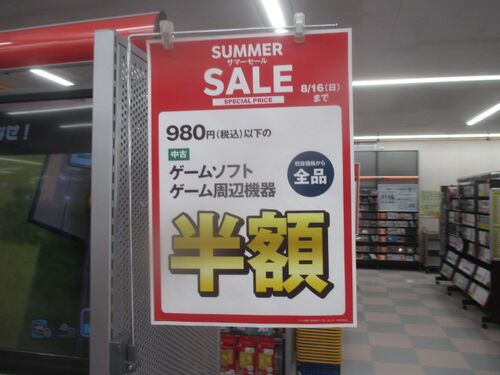 SUMMER
サマーセール
SALE
SPECIAL PRICE
8/16(日)
まで
980円(税込)以下の
中古
ゲームソフト
ゲーム周辺機器
税抜価格から
全品
半額